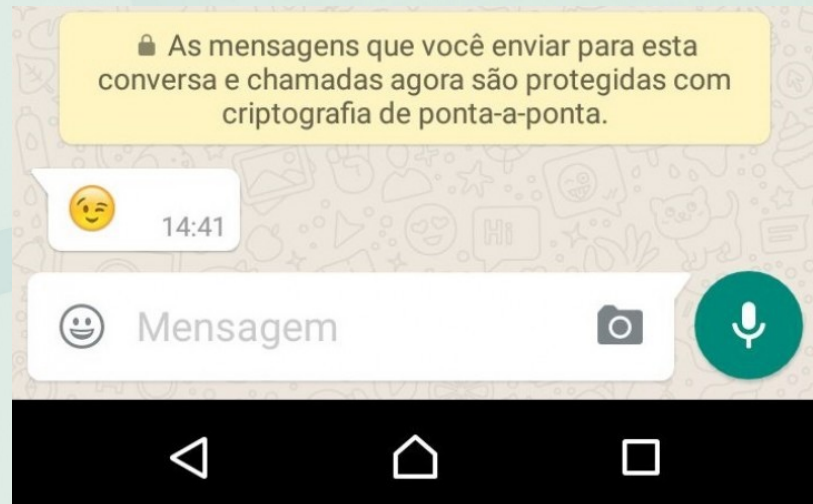 As mensagens que você enviar para esta
conversa e chamadas agora são protegidas com
criptografia de ponta-a-ponta.
Hi
14:41
Mensagem